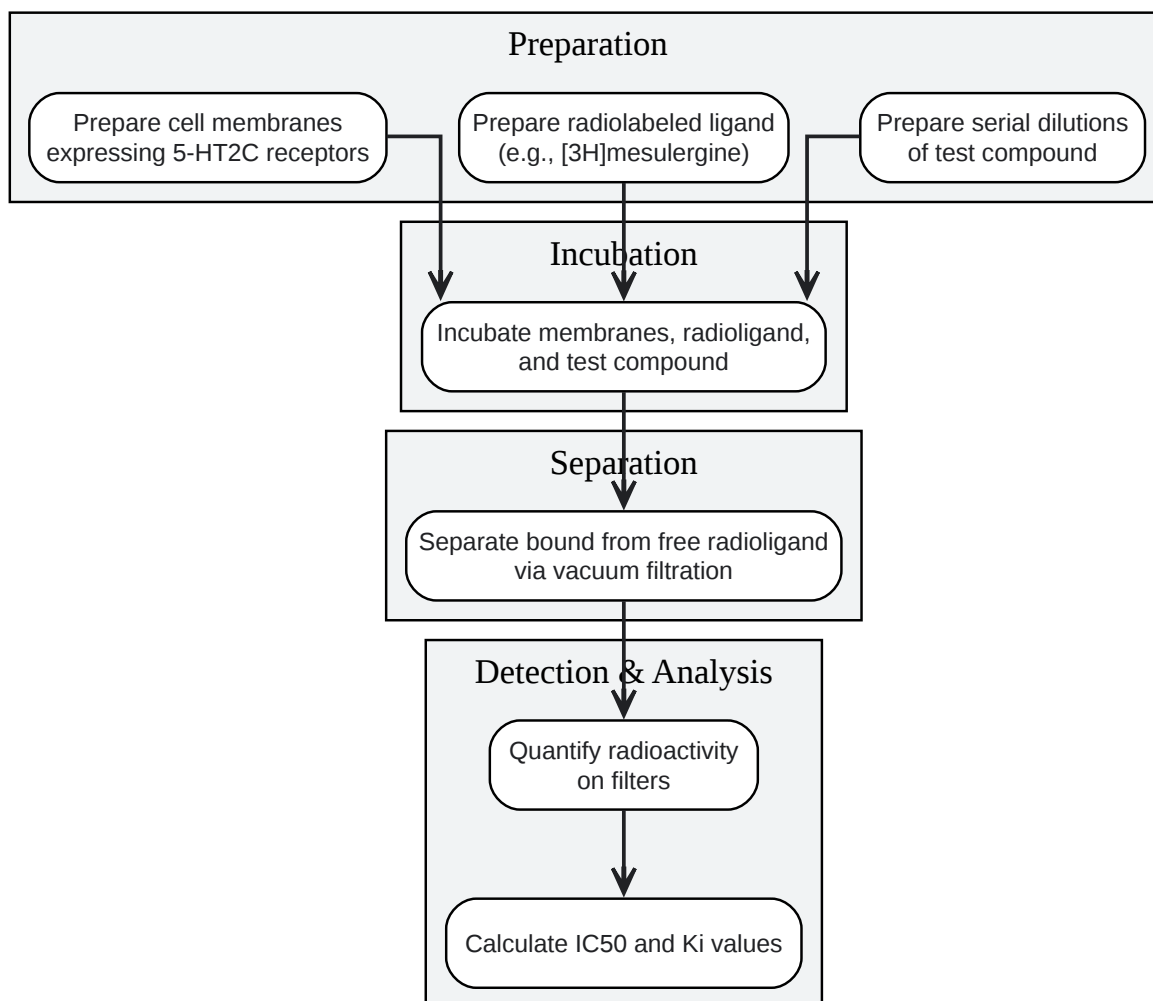 Preparation
Prepare cell membranes
expressing 5-HT2C receptors
Prepare radiolabeled ligand
(e.g., [3H]mesulergine)
Prepare serial dilutions
of test compound
Incubation
Incubate membranes, radioligand,
and test compound
Separation
Separate bound from free radioligand
via vacuum filtration
Detection & Analysis
Quantify radioactivity
on filters
Calculate IC50 and Ki values